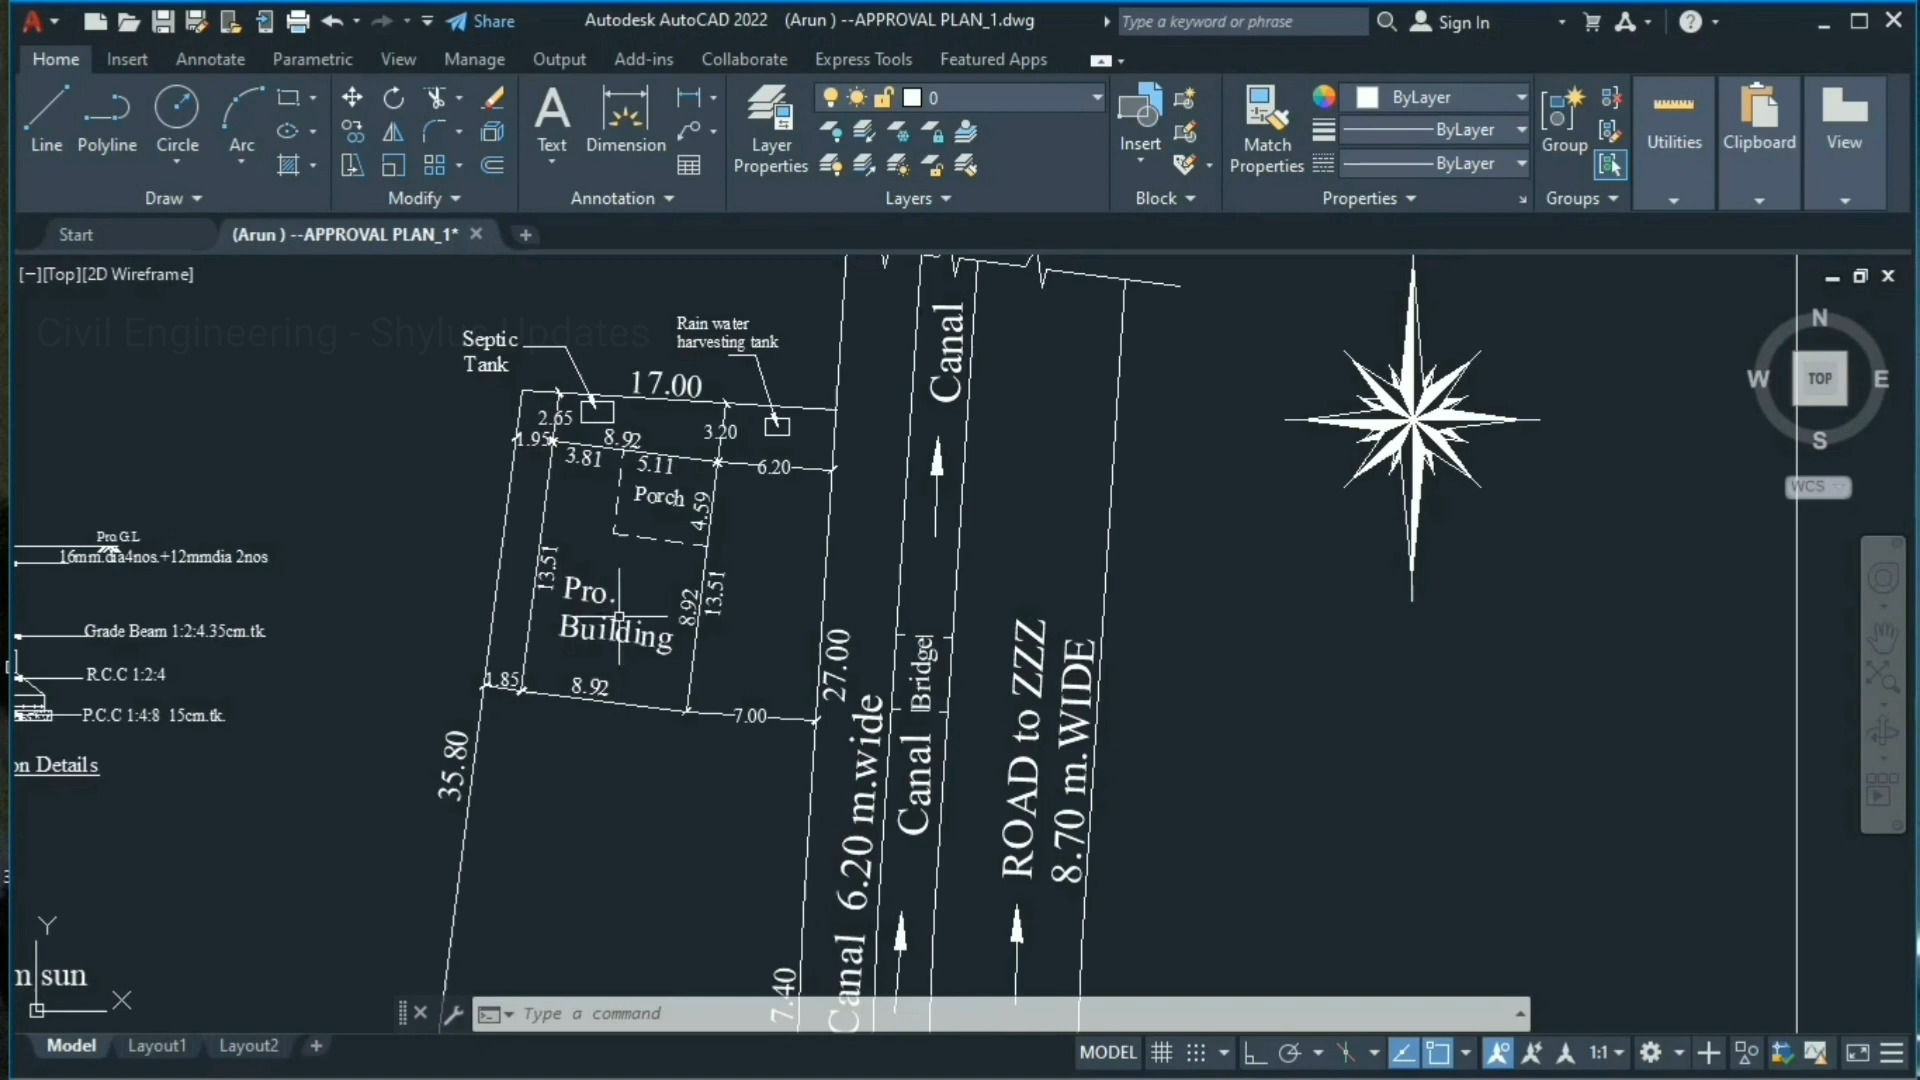 Share
Autodesk AutoCAD 2022 (Arun ) --APPROVAL PLAN_1.dwg
Type a keyword or phrase
Sign In
Home Insert Annotate Parametric View Manage Output Add-ins Collaborate Express Tools Featured Apps
Line Polyline Circle Arc
Draw
Modify
Text Dimension
Annotation
Layer
Properties
0
Layers
Insert
Block
Match
Properties
ByLayer
ByLayer
ByLayer
Properties
Group
Groups
Utilities
Clipboard
View
Start
(Arun ) --APPROVAL PLAN_1*
[−][Top][2D Wireframe]
Civil Engineering - Shylus Updates
Septic
Tank
Rain water
harvesting tank
17.00
2.65
1.95
8.92
3.20
3.81
5.11
6.20
Porch
4.59
13.51
Pro.
Building
8.92
13.51
1.85
8.92
7.00
27.00
35.80
7.40
Canal
Bridge
Canal
Canal 6.20 m.wide
ROAD to ZZZ
8.70 m.WIDE
N
W TOP E
S
WCS
Pro.G.L
16mm.dia4nos.+12mmdia 2nos
Grade Beam 1:2:4.35cm.tk
R.C.C 1:2:4
P.C.C 1:4:8 15cm.tk.
on Details
Y
m sun
X
Type a command
Model Layout1 Layout2
MODEL
1:1